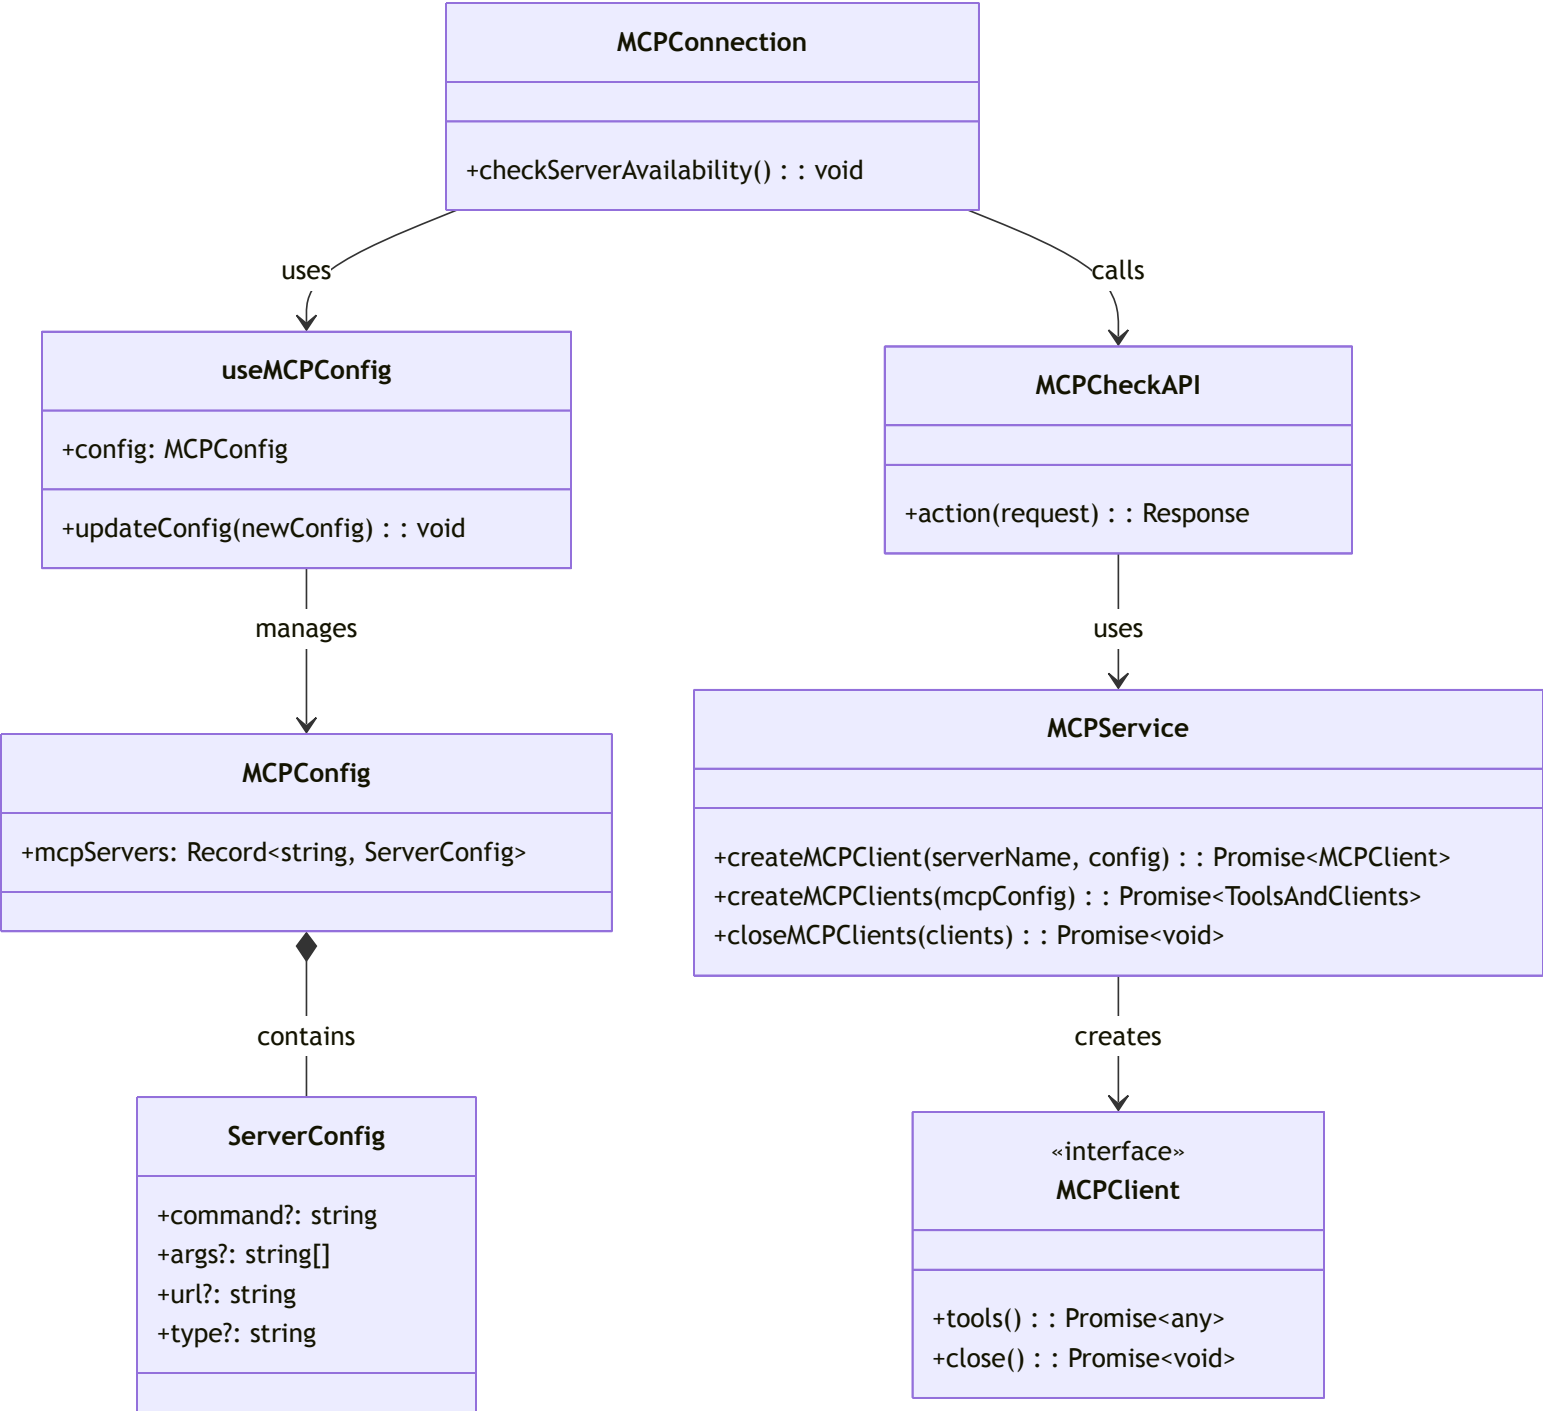 MCPConnection
+checkServerAvailability() : : void
uses
calls
useMCPConfig
+config: MCPConfig
+updateConfig(newConfig) : : void
MCPCheckAPI
+action(request) : : Response
manages
uses
MCPConfig
+mcpServers: Record<string, ServerConfig>
MCPService
+createMCPClient(serverName, config) : : Promise<MCPClient>
+createMCPClients(mcpConfig) : : Promise<ToolsAndClients>
+closeMCPClients(clients) : : Promise<void>
contains
creates
ServerConfig
+command?: string
+args?: string[]
+url?: string
+type?: string
«interface»
MCPClient
+tools() : : Promise<any>
+close() : : Promise<void>